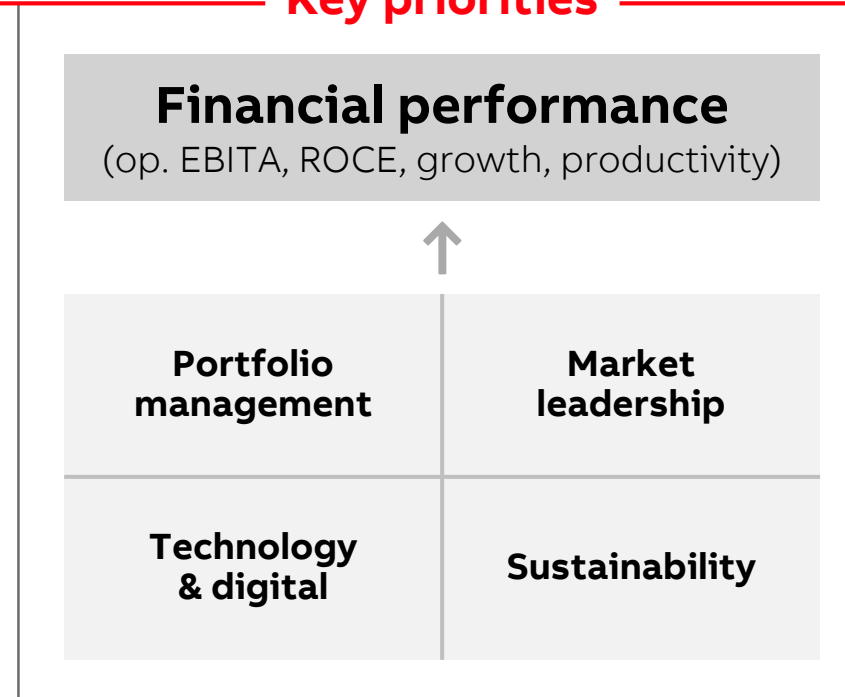 Key priorities
Financial performance
(op. EBITA, ROCE, growth, productivity)
Portfolio
management
Market
leadership
Technology
& digital
Sustainability